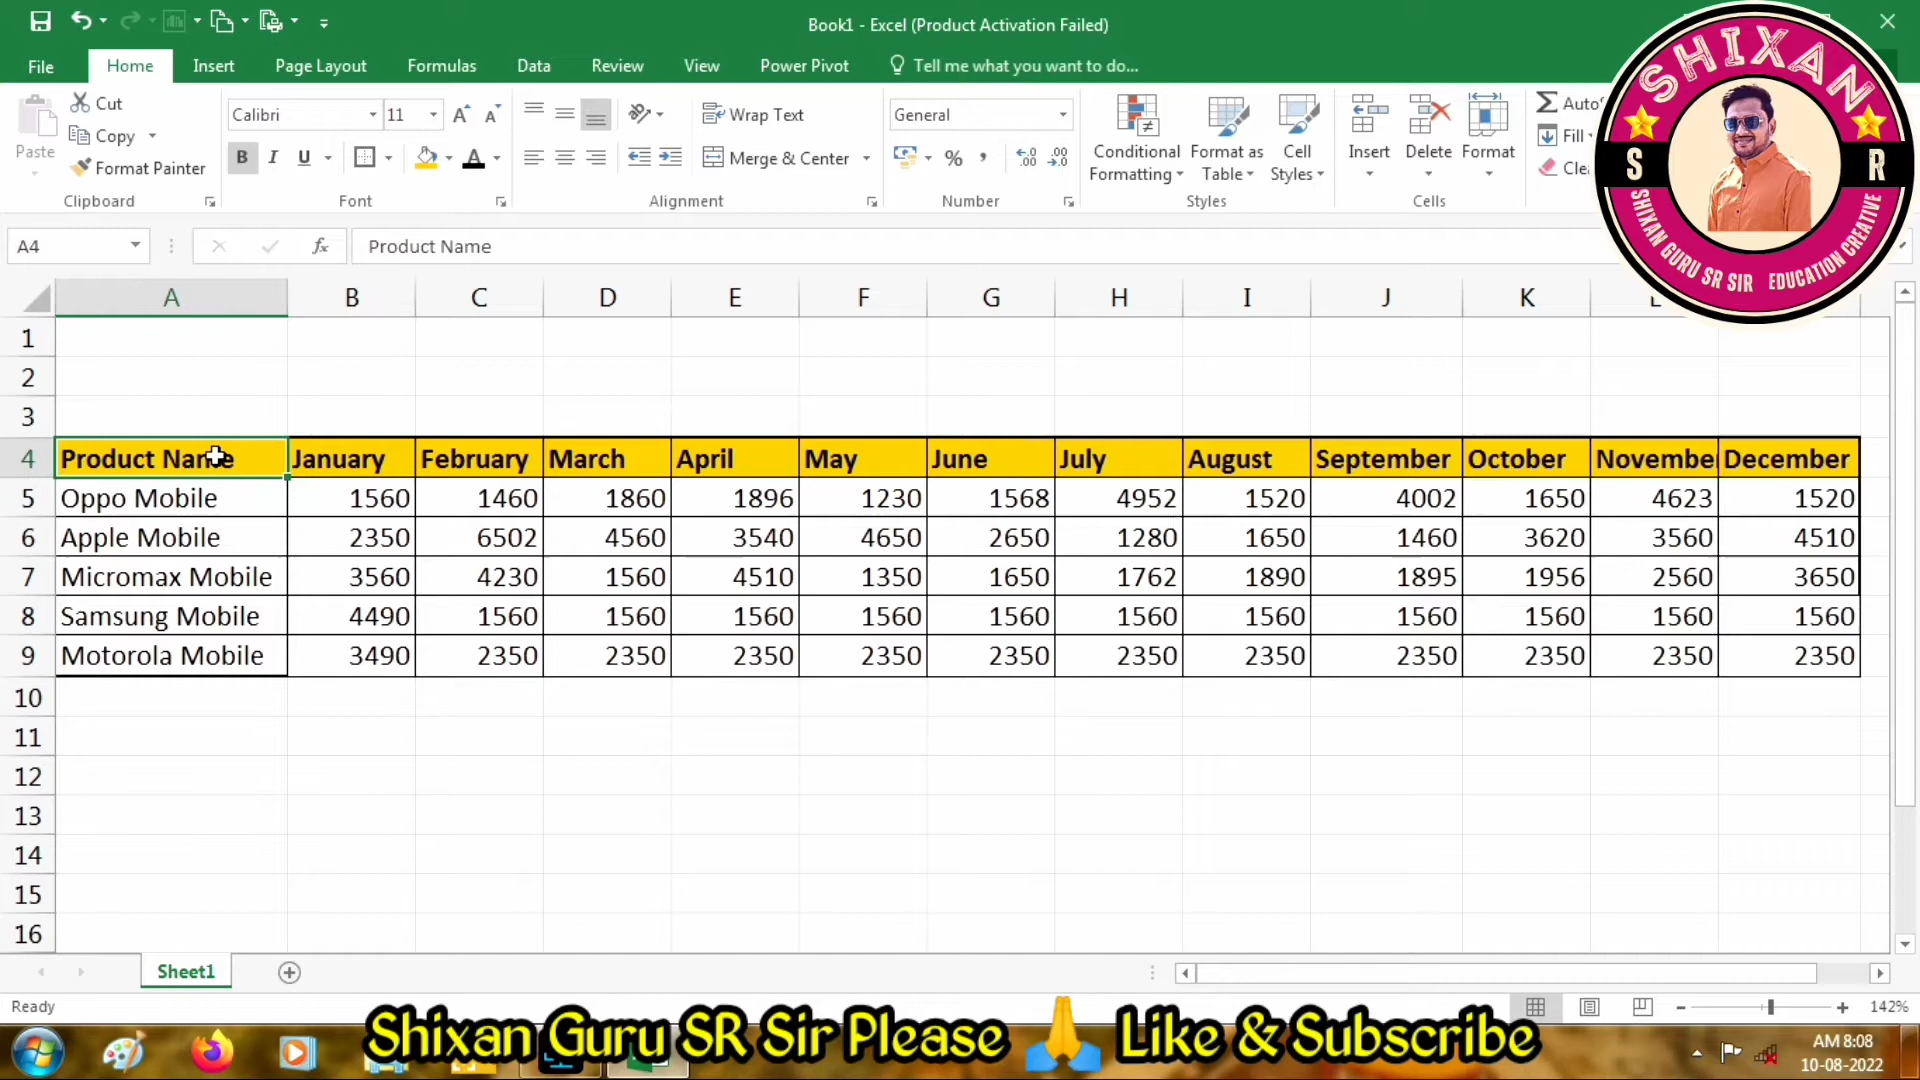 Book1 - Excel (Product Activation Failed)
File Home Insert Page Layout Formulas Data Review View Power Pivot Tell me what you want to do...
Paste
Cut
Copy
Format Painter
Clipboard
Calibri 11
B I U
Font
Wrap Text
Merge & Center
Alignment
General
%
Number
Conditional Formatting
Format as Table
Cell Styles
Styles
Insert Delete Format
Cells
Auto
Fill
Cle
SHIXAN
S R
SHIXAN GURU SR SIR EDUCATION CREATIVE
A4 fx Product Name
A B C D E F G H I J K L
1
2
3
4 Product Name January February March April May June July August September October November December
5 Oppo Mobile 1560 1460 1860 1896 1230 1568 4952 1520 4002 1650 4623 1520
6 Apple Mobile 2350 6502 4560 3540 4650 2650 1280 1650 1460 3620 3560 4510
7 Micromax Mobile 3560 4230 1560 4510 1350 1650 1762 1890 1895 1956 2560 3650
8 Samsung Mobile 4490 1560 1560 1560 1560 1560 1560 1560 1560 1560 1560 1560
9 Motorola Mobile 3490 2350 2350 2350 2350 2350 2350 2350 2350 2350 2350 2350
10
11
12
13
14
15
16
Sheet1
Ready
142%
Shixan Guru SR Sir Please 🙏 Like & Subscribe
AM 8:08
10-08-2022